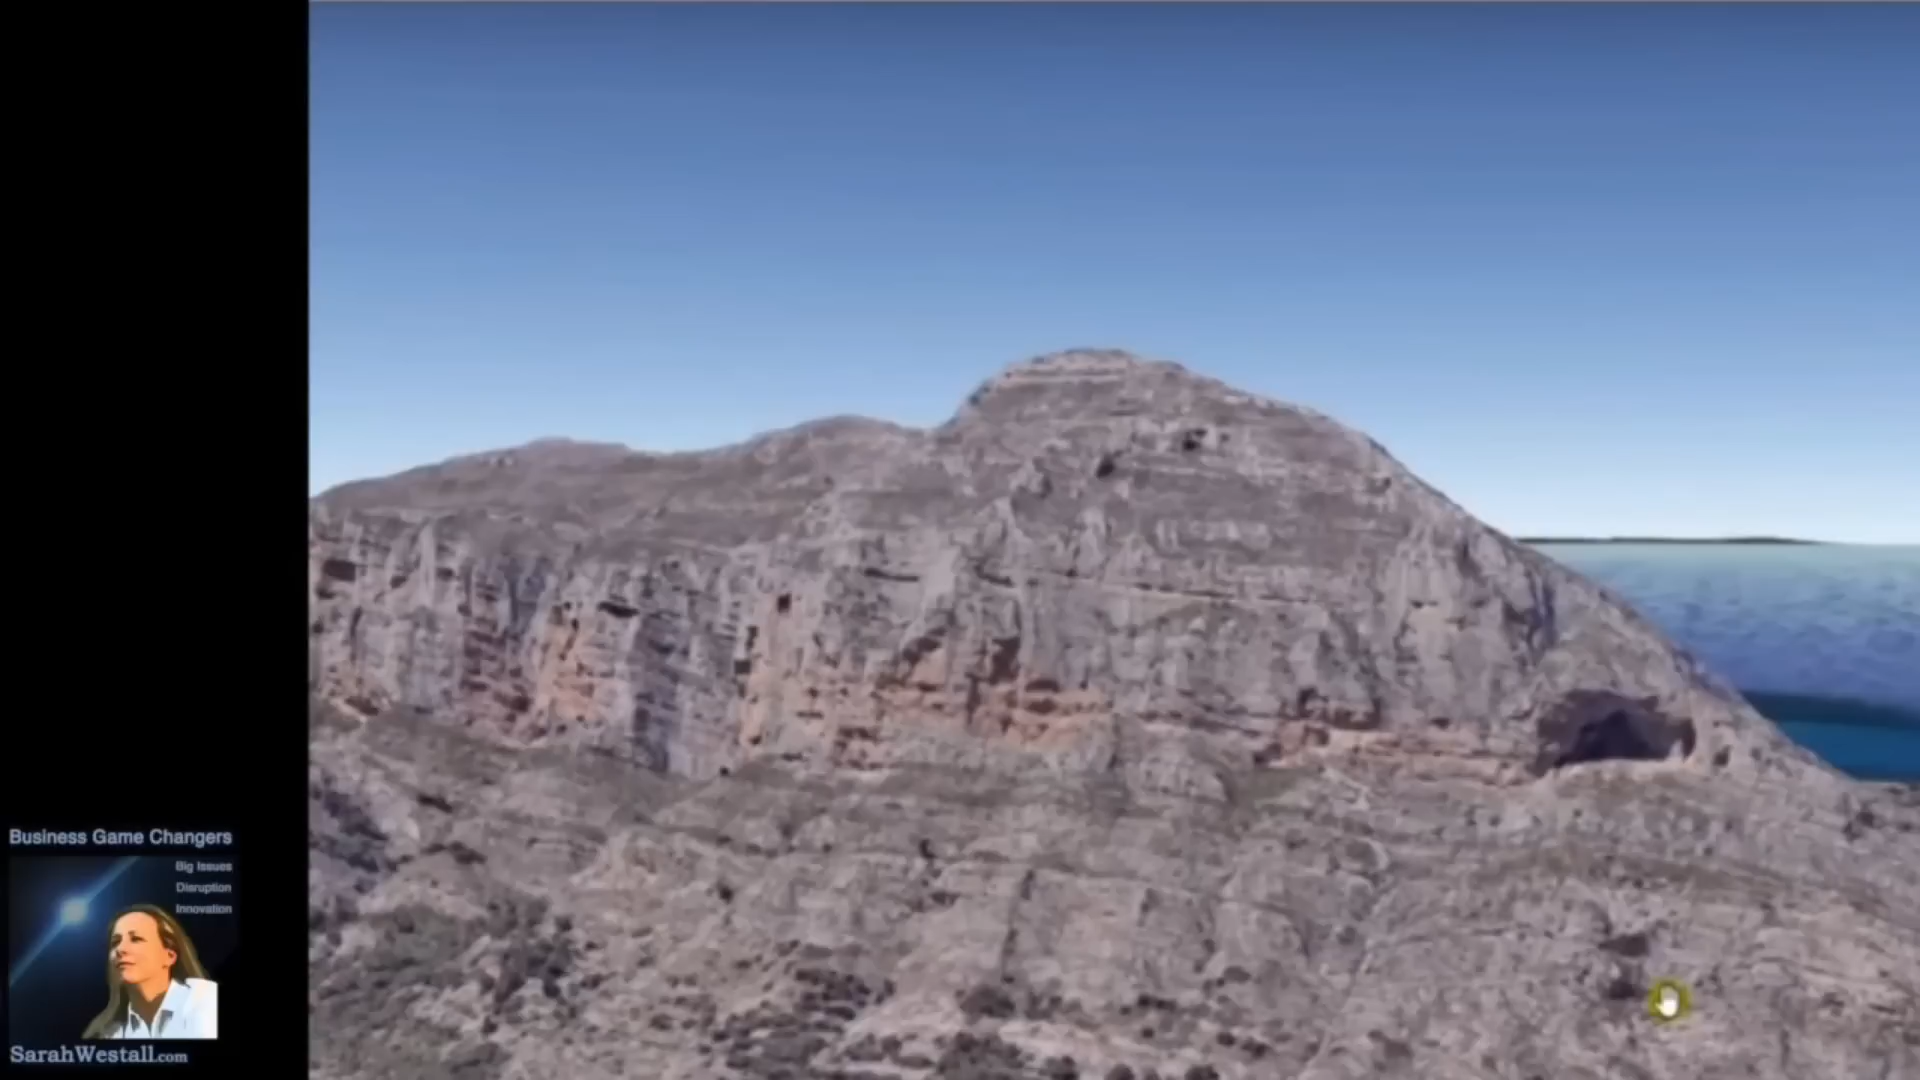 Business Game Changers
Big Issues
Disruption
Innovation
SarahWestall.com